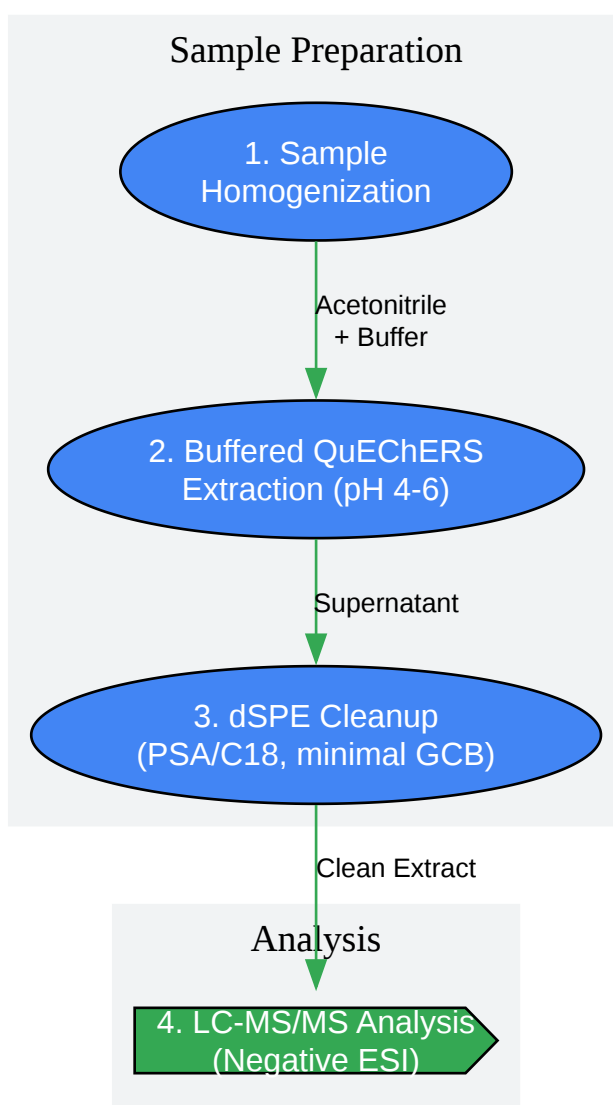 Sample Preparation
1. Sample
Homogenization
Acetonitrile
+ Buffer
2. Buffered QuEChERS
Extraction (pH 4-6)
Supernatant
3. dSPE Cleanup
(PSA/C18, minimal GCB)
Clean Extract
Analysis
4. LC-MS/MS Analysis
(Negative ESI)